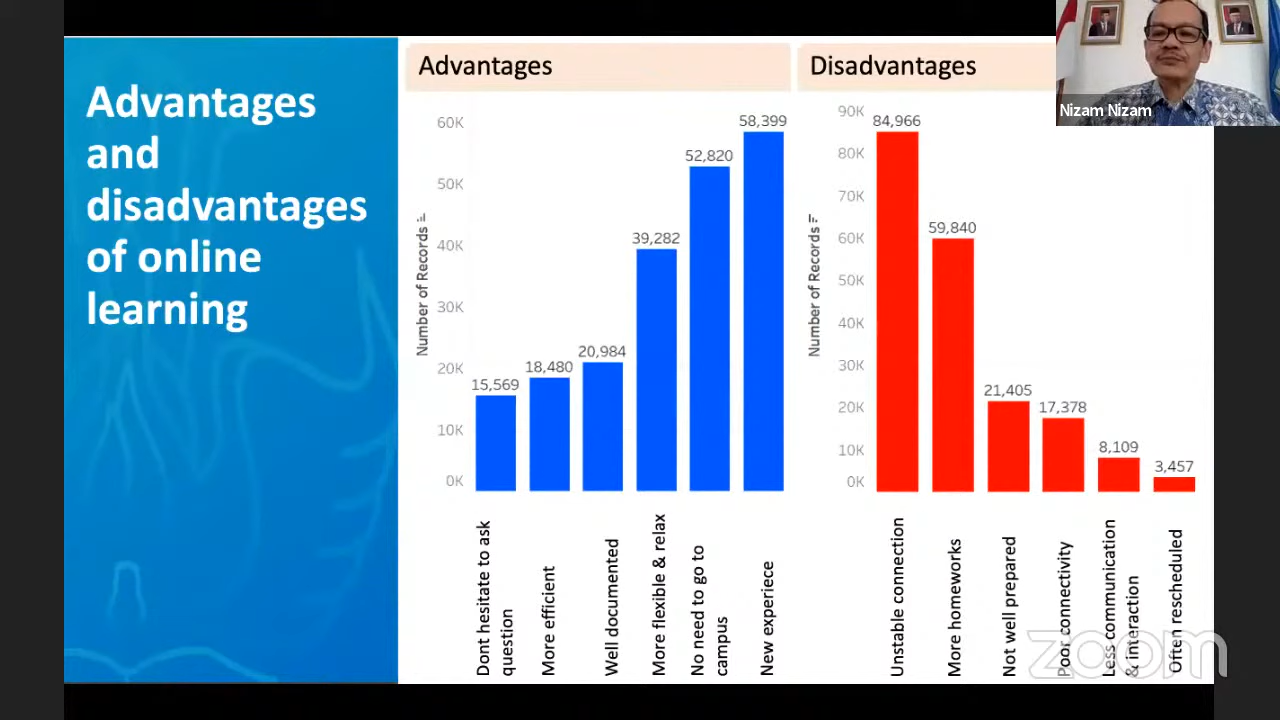 Advantages
and
disadvantages
of online
learning
Advantages
60K
50K
40K
30K
20K
10K
0K
Number of Records
15,569
18,480
20,984
39,282
52,820
58,399
Dont hesitate to ask
question
More efficient
Well documented
More flexible & relax
No need to go to
campus
New experiece
Disadvantages
90K
80K
70K
60K
50K
40K
30K
20K
10K
0K
Number of Records
84,966
59,840
21,405
17,378
8,109
3,457
Unstable connection
More homeworks
Not well prepared
Poor connectivity
Less communication
& interaction
Often rescheduled
Nizam Nizam
zoom